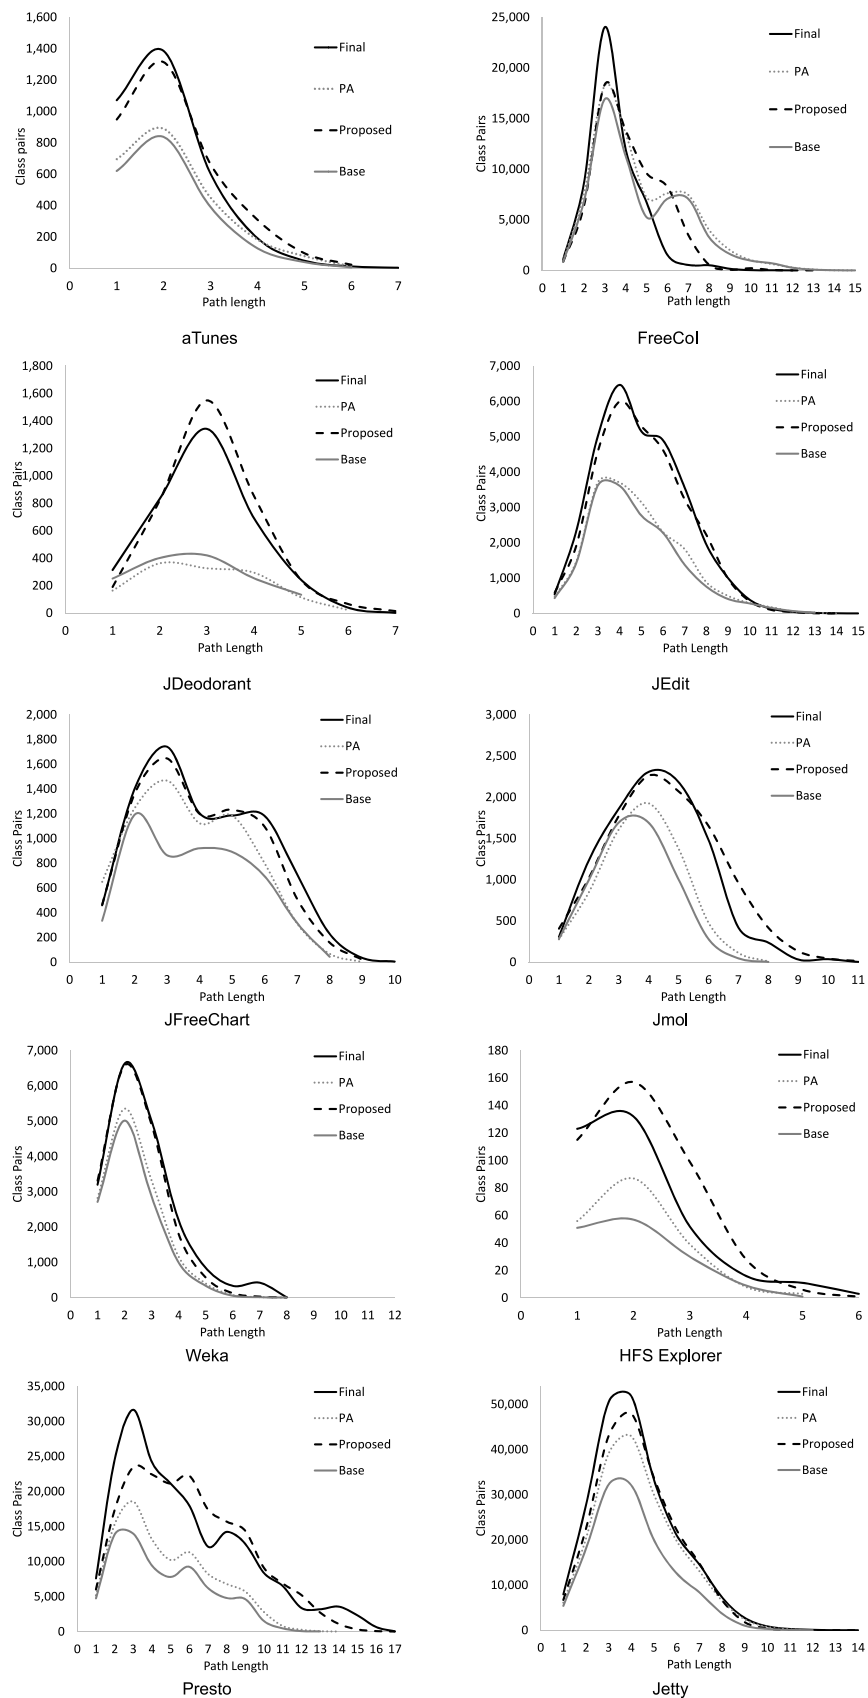 1,600
1,400
1,200
1,000
800
600
400
200
0
Class pairs
0 1 2 3 4 5 6 7
Path length
Final
PA
Proposed
Base
aTunes
25,000
20,000
15,000
10,000
5,000
0
Class Pairs
0 1 2 3 4 5 6 7 8 9 10 11 12 13 14 15
Path length
Final
PA
Proposed
Base
FreeCol
1,800
1,600
1,400
1,200
1,000
800
600
400
200
0
Class Pairs
0 1 2 3 4 5 6 7
Path Length
Final
PA
Proposed
Base
JDeodorant
7,000
6,000
5,000
4,000
3,000
2,000
1,000
0
Class Pairs
0 1 2 3 4 5 6 7 8 9 10 11 12 13 14 15
Path Length
Final
PA
Proposed
Base
JEdit
2,000
1,800
1,600
1,400
1,200
1,000
800
600
400
200
0
Class Pairs
0 1 2 3 4 5 6 7 8 9 10
Path Length
Final
PA
Proposed
Base
JFreeChart
3,000
2,500
2,000
1,500
1,000
500
0
Class Pairs
0 1 2 3 4 5 6 7 8 9 10 11
Path Length
Final
PA
Proposed
Base
Jmol
7,000
6,000
5,000
4,000
3,000
2,000
1,000
0
Class Pairs
0 1 2 3 4 5 6 7 8 9 10 11 12
Path Length
Final
PA
Proposed
Base
Weka
180
160
140
120
100
80
60
40
20
0
Class Pairs
0 1 2 3 4 5 6
Path Length
Final
PA
Proposed
Base
HFS Explorer
35,000
30,000
25,000
20,000
15,000
10,000
5,000
0
Class Pairs
0 1 2 3 4 5 6 7 8 9 10 11 12 13 14 15 16 17
Path Length
Final
PA
Proposed
Base
Presto
50,000
40,000
30,000
20,000
10,000
0
Class Pairs
0 1 2 3 4 5 6 7 8 9 10 11 12 13 14
Path Length
Final
PA
Proposed
Base
Jetty